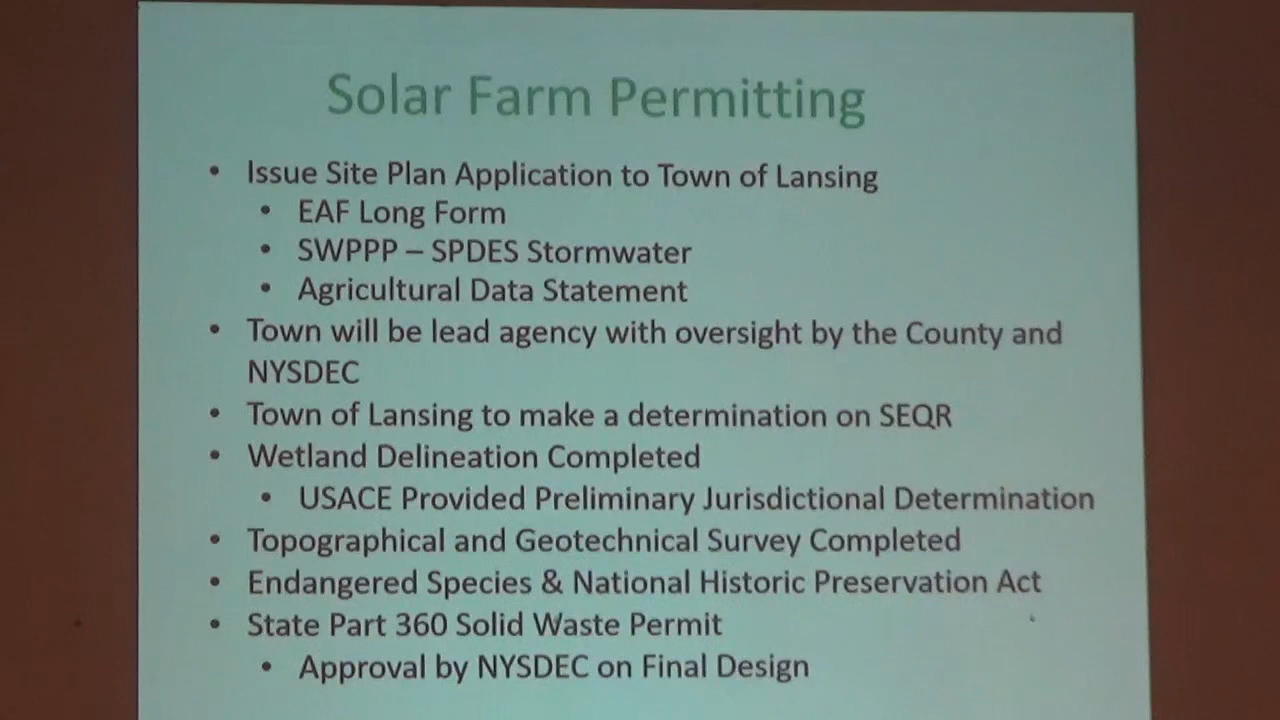 Solar Farm Permitting
• Issue Site Plan Application to Town of Lansing
• EAF Long Form
• SWPPP – SPDES Stormwater
• Agricultural Data Statement
• Town will be lead agency with oversight by the County and
NYSDEC
• Town of Lansing to make a determination on SEQR
• Wetland Delineation Completed
• USACE Provided Preliminary Jurisdictional Determination
• Topographical and Geotechnical Survey Completed
• Endangered Species & National Historic Preservation Act
• State Part 360 Solid Waste Permit
• Approval by NYSDEC on Final Design